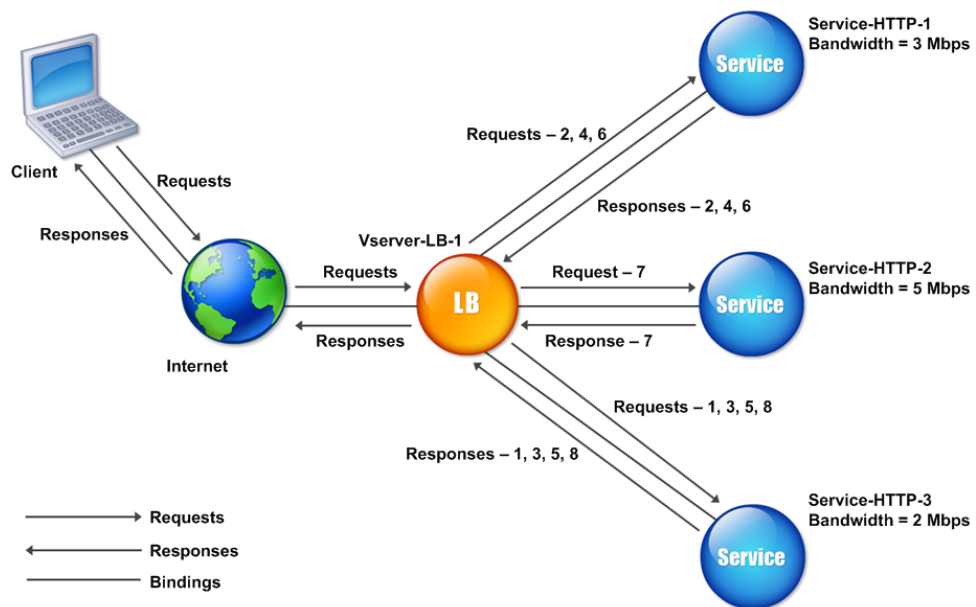 Service-HTTP-1
Bandwidth = 3 Mbps
Service
Requests – 2, 4, 6
Client
Requests
Responses
Responses – 2, 4, 6
Vserver-LB-1
Service-HTTP-2
Bandwidth = 5 Mbps
Requests
Request – 7
LB
Service
Responses
Response – 7
Internet
Requests – 1, 3, 5, 8
Responses – 1, 3, 5, 8
Service-HTTP-3
Bandwidth = 2 Mbps
Service
Requests
Responses
Bindings